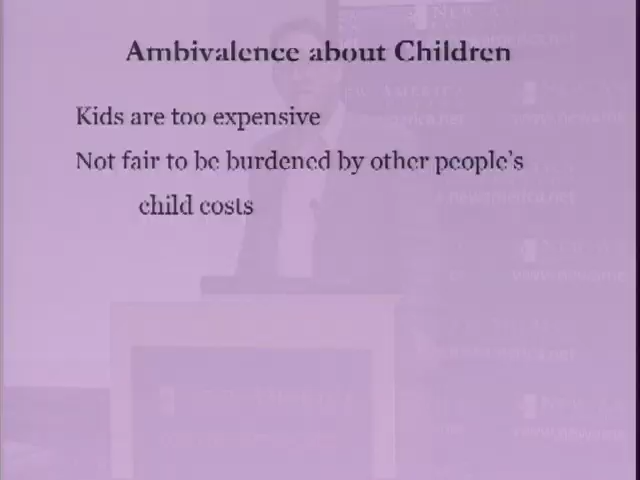 Ambivalence about Children
Kids are too expensive
Not fair to be burdened by other people's
child costs